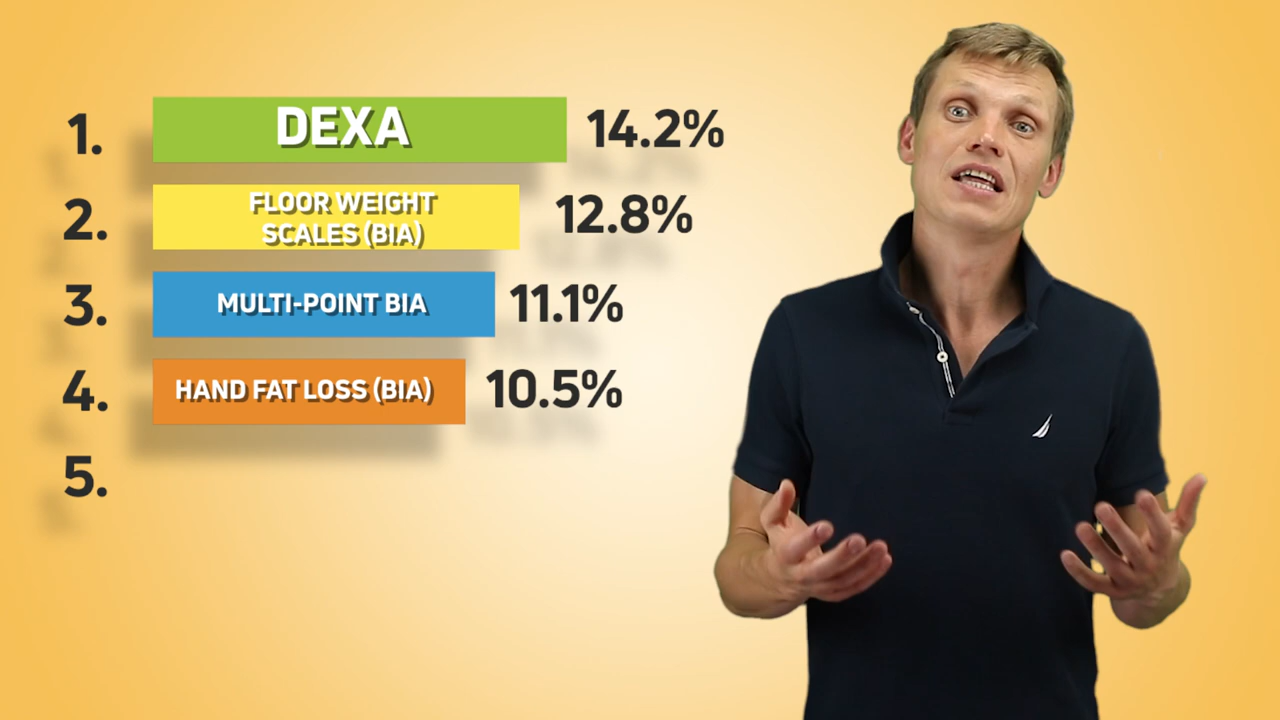 1. DEXA 14.2%
2. FLOOR WEIGHT
SCALES (BIA) 12.8%
3. MULTI-POINT BIA 11.1%
4. HAND FAT LOSS (BIA) 10.5%
5.